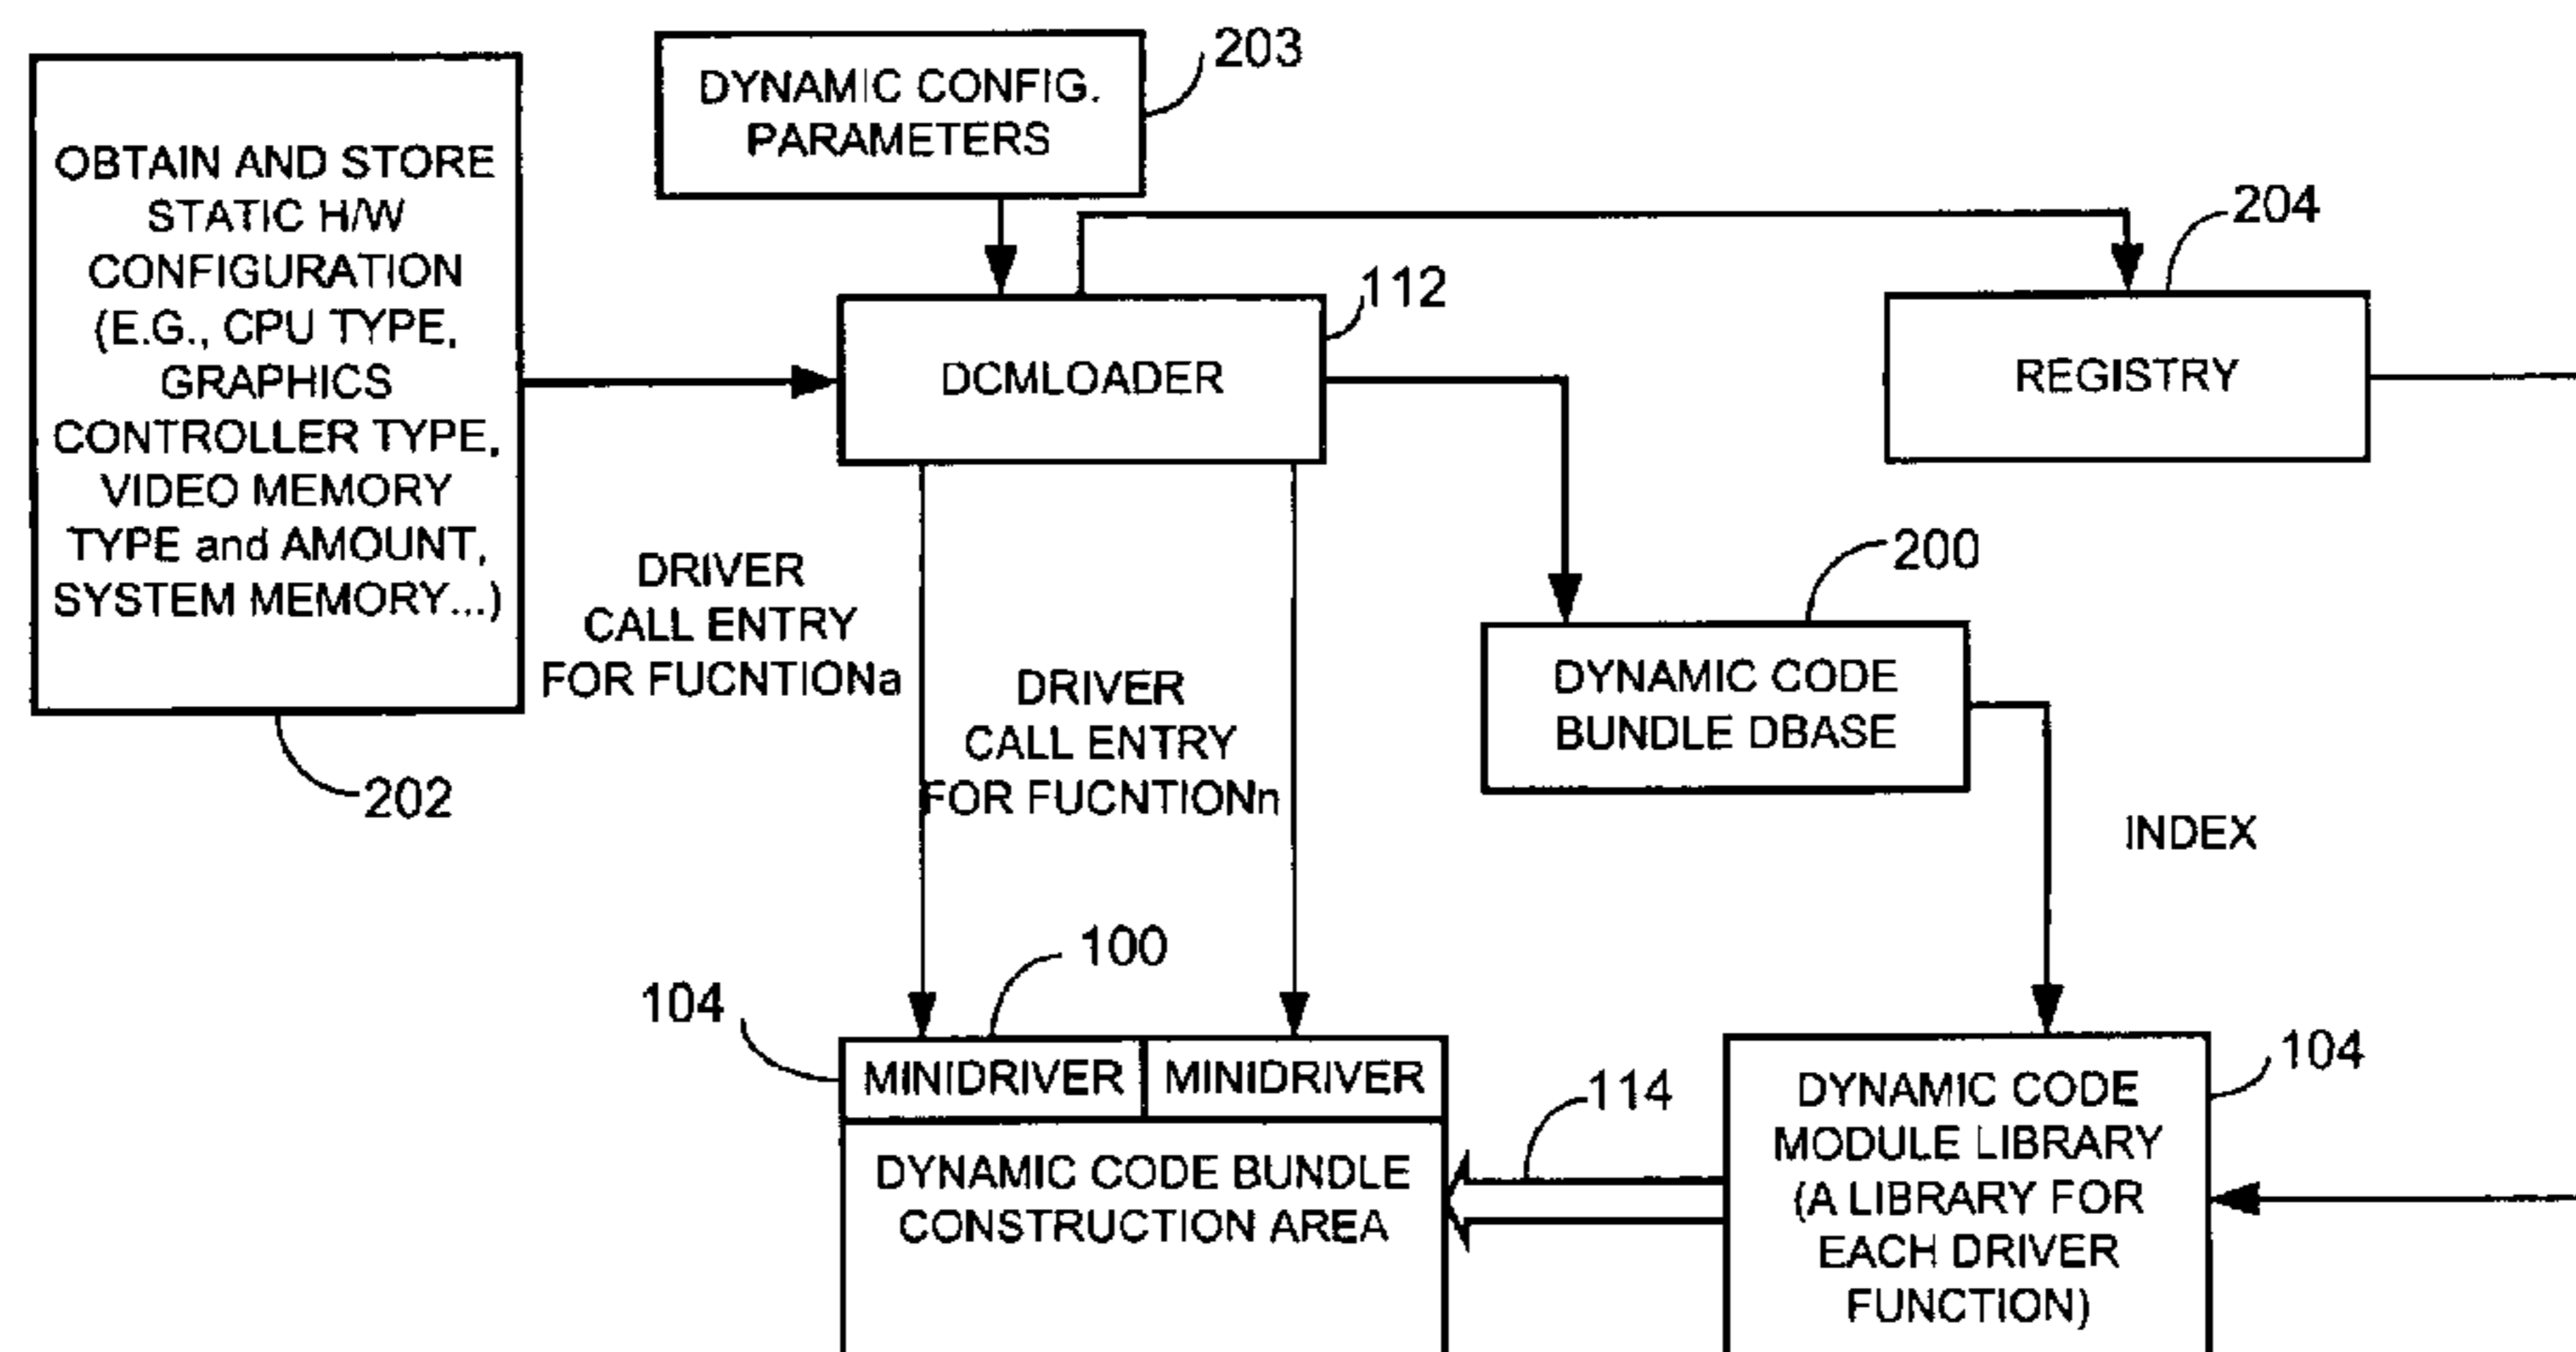 203
DYNAMIC CONFIG.
PARAMETERS
OBTAIN AND STORE
STATIC H/W
CONFIGURATION
(E.G., CPU TYPE,
GRAPHICS
CONTROLLER TYPE,
VIDEO MEMORY
TYPE and AMOUNT,
SYSTEM MEMORY...)
202
204
REGISTRY
112
DCMLOADER
DRIVER
CALL ENTRY
FOR FUCNTIONa
DRIVER
CALL ENTRY
FOR FUCNTIONn
200
DYNAMIC CODE
BUNDLE DBASE
INDEX
100
104
MINIDRIVER
MINIDRIVER
DYNAMIC CODE BUNDLE
CONSTRUCTION AREA
114
104
DYNAMIC CODE
MODULE LIBRARY
(A LIBRARY FOR
EACH DRIVER
FUNCTION)